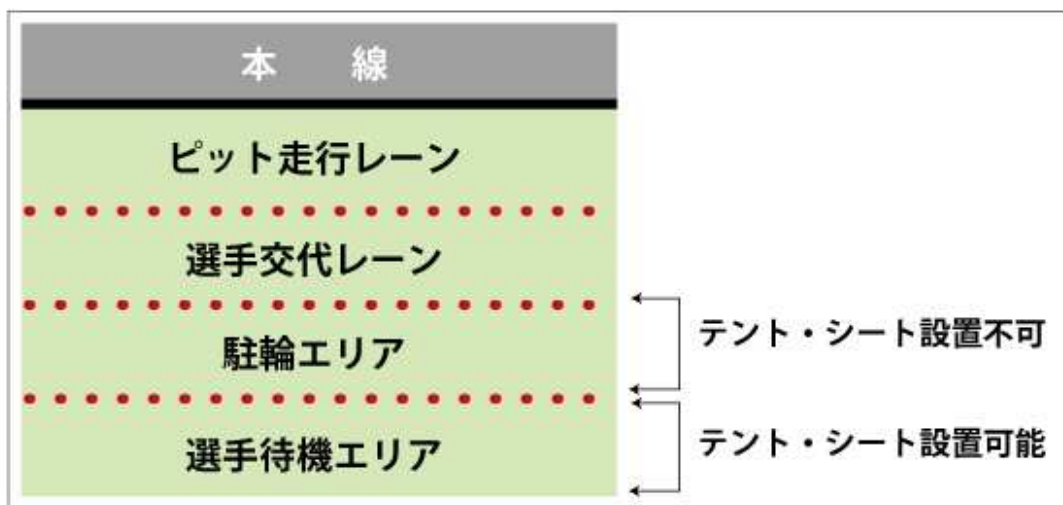 本　　線
ピット走行レーン
選手交代レーン
駐輪エリア
テント・シート設置不可
選手待機エリア
テント・シート設置可能